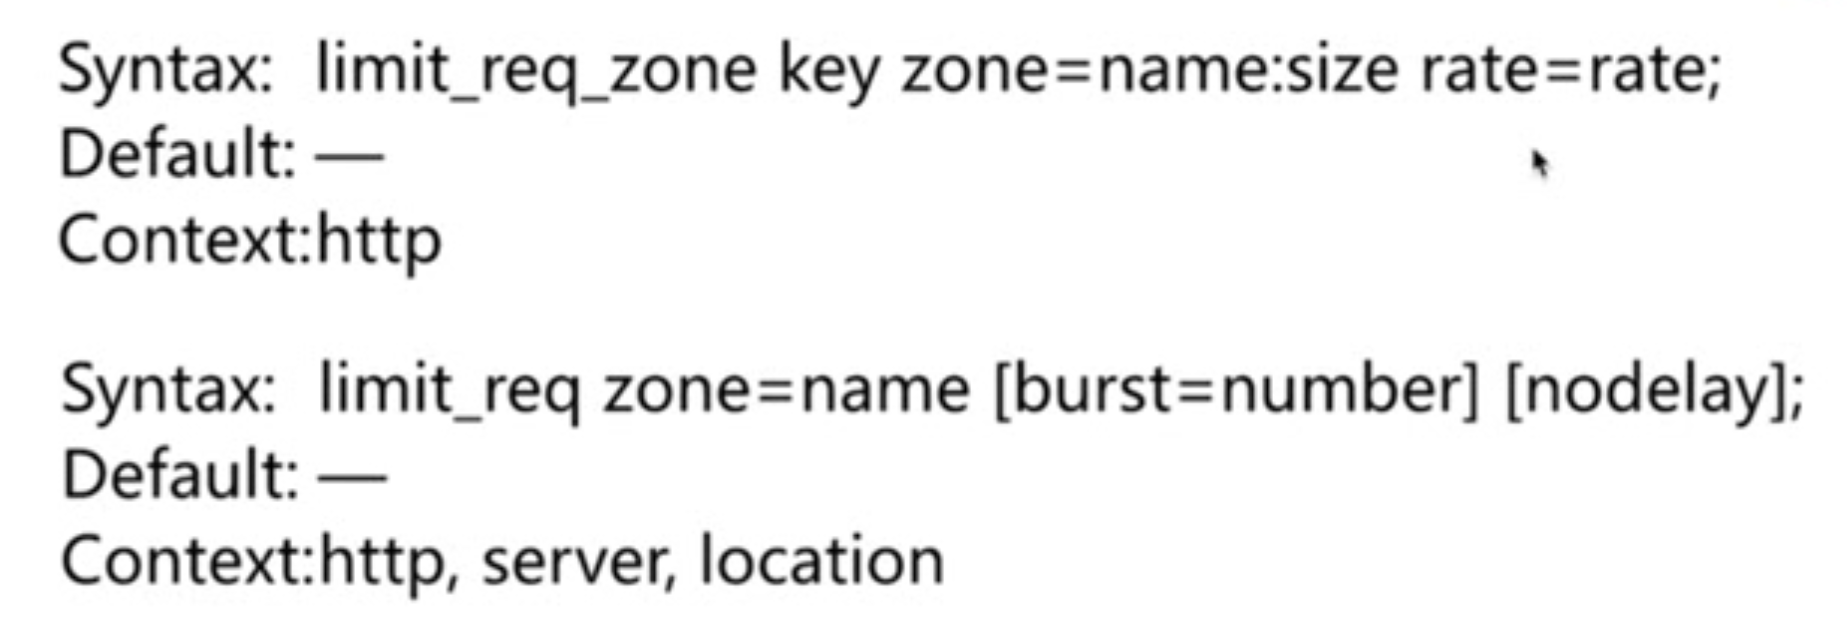 Syntax: limit_req_zone key zone=name:size rate=rate;
Default: —
Context:http
Syntax: limit_req zone=name [burst=number] [nodelay];
Default: —
Context:http, server, location